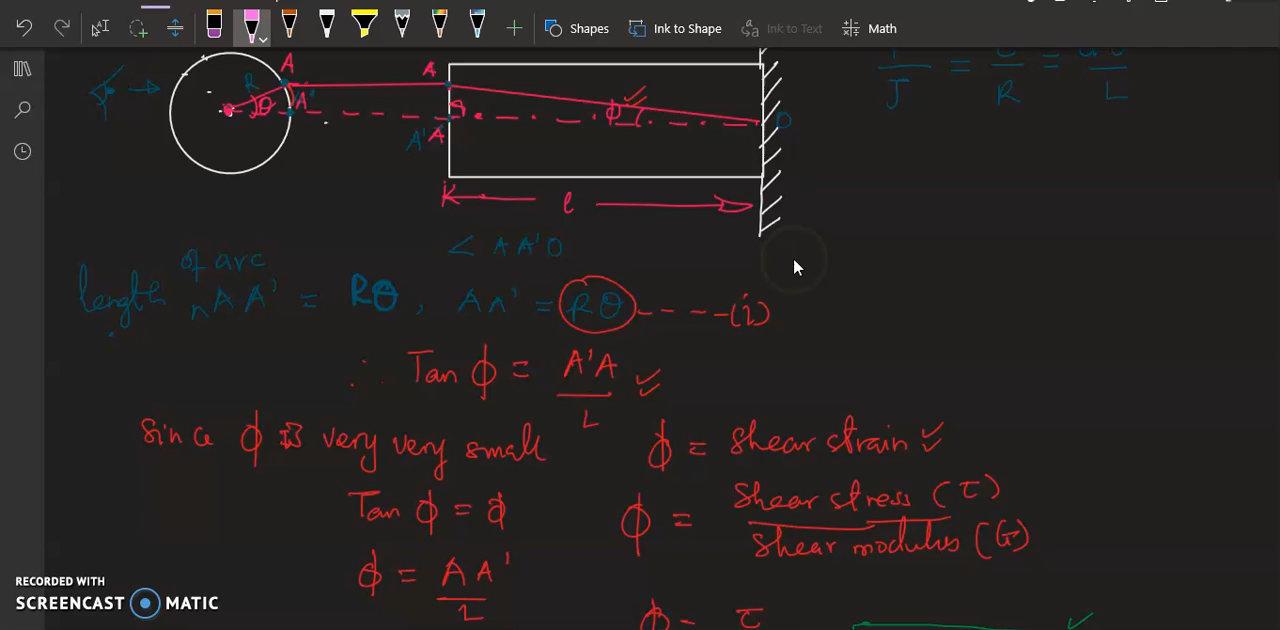 Shapes
Ink to Shape
Ink to Text
Math
T/J = τ/R = Gθ/L
A
A
R
θ
A'
A' A
ϕ
O
l
< A A' O
length of arc
AA' = Rθ, AA' = Rθ ----(i)
∴ Tan ϕ = A'A/L ✓
Since ϕ is very very small
ϕ = shear strain ✓
Tan ϕ = ϕ
ϕ = Shear stress (τ)/Shear modulus (G)
ϕ = AA'/L
ϕ = τ
RECORDED WITH
SCREENCAST MATIC